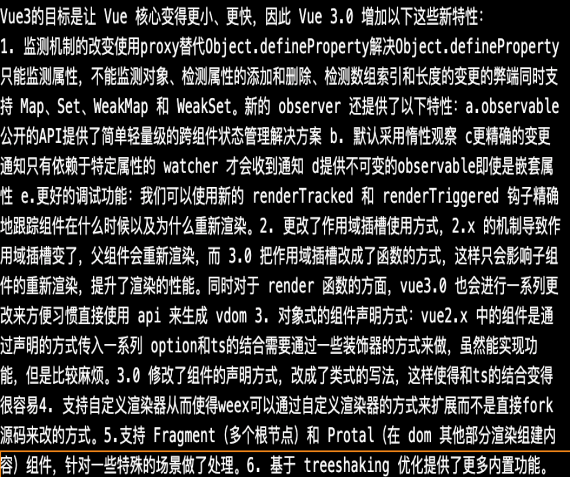 Vue3的目标是让 Vue 核心变得更小、更快，因此 Vue 3.0 增加以下这些新特性：
1. 监测机制的改变使用proxy替代Object.defineProperty解决Object.defineProperty
只能监测属性，不能监测对象、检测属性的添加和删除、检测数组索引和长度的变更的弊端同时支
持 Map、Set、WeakMap 和 WeakSet。新的 observer 还提供了以下特性：a.observable
公开的API提供了简单轻量级的跨组件状态管理解决方案 b. 默认采用惰性观察 c更精确的变更
通知只有依赖于特定属性的 watcher 才会收到通知 d提供不可变的observable即使是嵌套属
性 e.更好的调试功能：我们可以使用新的 renderTracked 和 renderTriggered 钩子精确
地跟踪组件在什么时候以及为什么重新渲染。2. 更改了作用域插槽使用方式，2.x 的机制导致作
用域插槽变了，父组件会重新渲染，而 3.0 把作用域插槽改成了函数的方式，这样只会影响子组
件的重新渲染，提升了渲染的性能。同时对于 render 函数的方面，vue3.0 也会进行一系列更
改来方便习惯直接使用 api 来生成 vdom 3. 对象式的组件声明方式：vue2.x 中的组件是通
过声明的方式传入一系列 option和ts的结合需要通过一些装饰器的方式来做，虽然能实现功
能，但是比较麻烦。3.0 修改了组件的声明方式，改成了类式的写法，这样使得和ts的结合变得
很容易4. 支持自定义渲染器从而使得weex可以通过自定义渲染器的方式来扩展而不是直接fork
源码来改的方式。5.支持 Fragment（多个根节点）和 Protal（在 dom 其他部分渲染组建内
容）组件，针对一些特殊的场景做了处理。6. 基于 treeshaking 优化提供了更多内置功能。